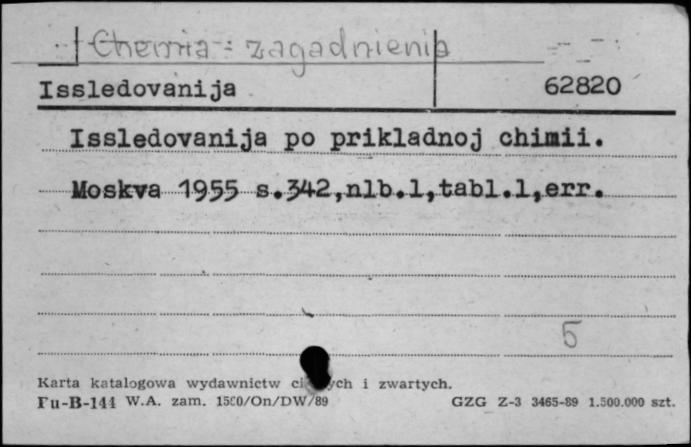 Chemia - zagadnienia
Issledovanija 62820
Issledovanija po prikladnoj chimii.
Moskva 1955 s.342,nlb.1,tabl.1,err.
5
Karta katalogowa wydawnictw i zwartych.
Pu-B-144 W.A. zam. 1500/On/DW/89 GZG Z-3 3465-89 1.500.000 szt.